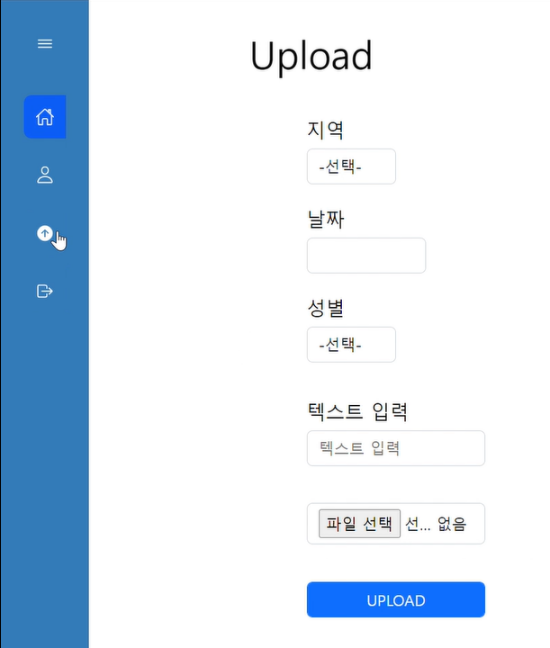 Upload
지역
-선택-
날짜
성별
-선택-
텍스트 입력
텍스트 입력
파일 선택 선... 없음
UPLOAD